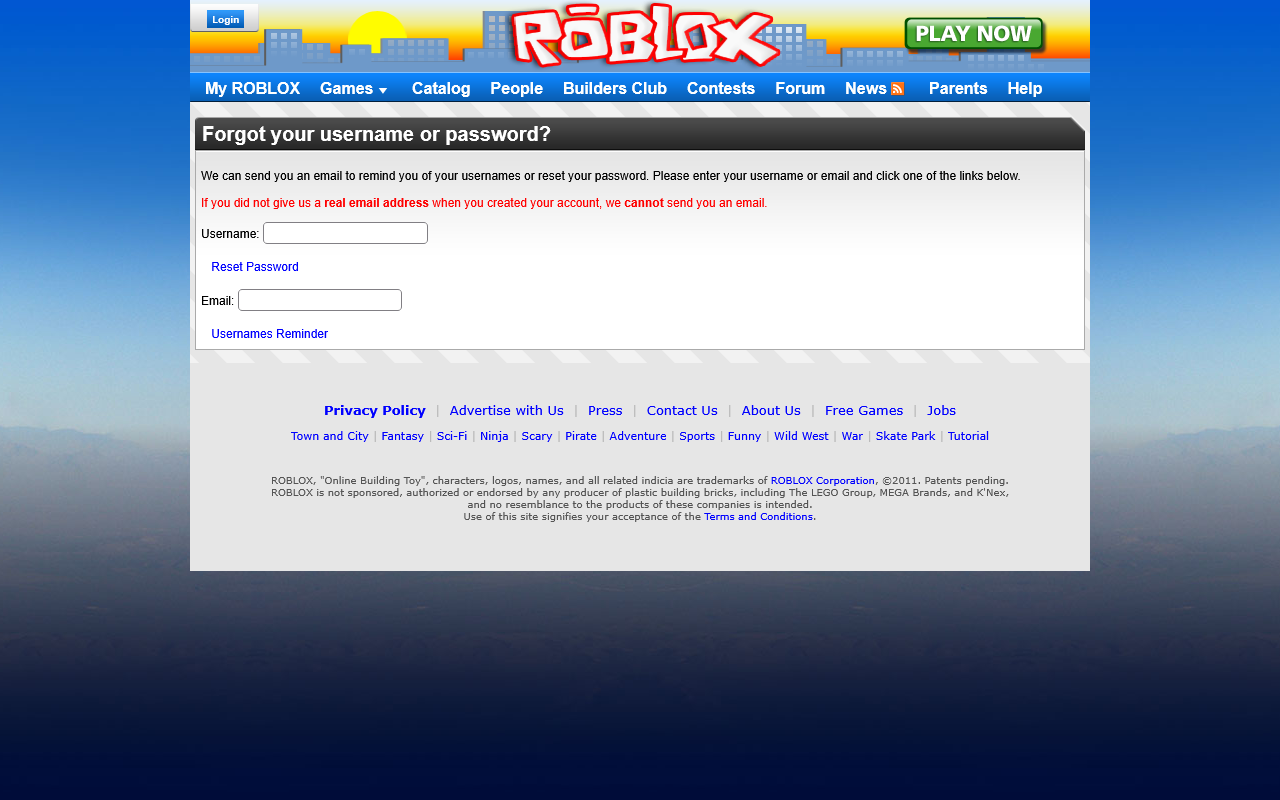 Login
RŌBLOX
PLAY NOW
My ROBLOX Games Catalog People Builders Club Contests Forum News Parents Help
Forgot your username or password?
We can send you an email to remind you of your usernames or reset your password. Please enter your username or email and click one of the links below.
If you did not give us a real email address when you created your account, we cannot send you an email.
Username:
Reset Password
Email:
Usernames Reminder
Privacy Policy | Advertise with Us | Press | Contact Us | About Us | Free Games | Jobs
Town and City | Fantasy | Sci-Fi | Ninja | Scary | Pirate | Adventure | Sports | Funny | Wild West | War | Skate Park | Tutorial
ROBLOX, "Online Building Toy", characters, logos, names, and all related indicia are trademarks of ROBLOX Corporation, ©2011. Patents pending.
ROBLOX is not sponsored, authorized or endorsed by any producer of plastic building bricks, including The LEGO Group, MEGA Brands, and K'Nex,
and no resemblance to the products of these companies is intended.
Use of this site signifies your acceptance of the Terms and Conditions.